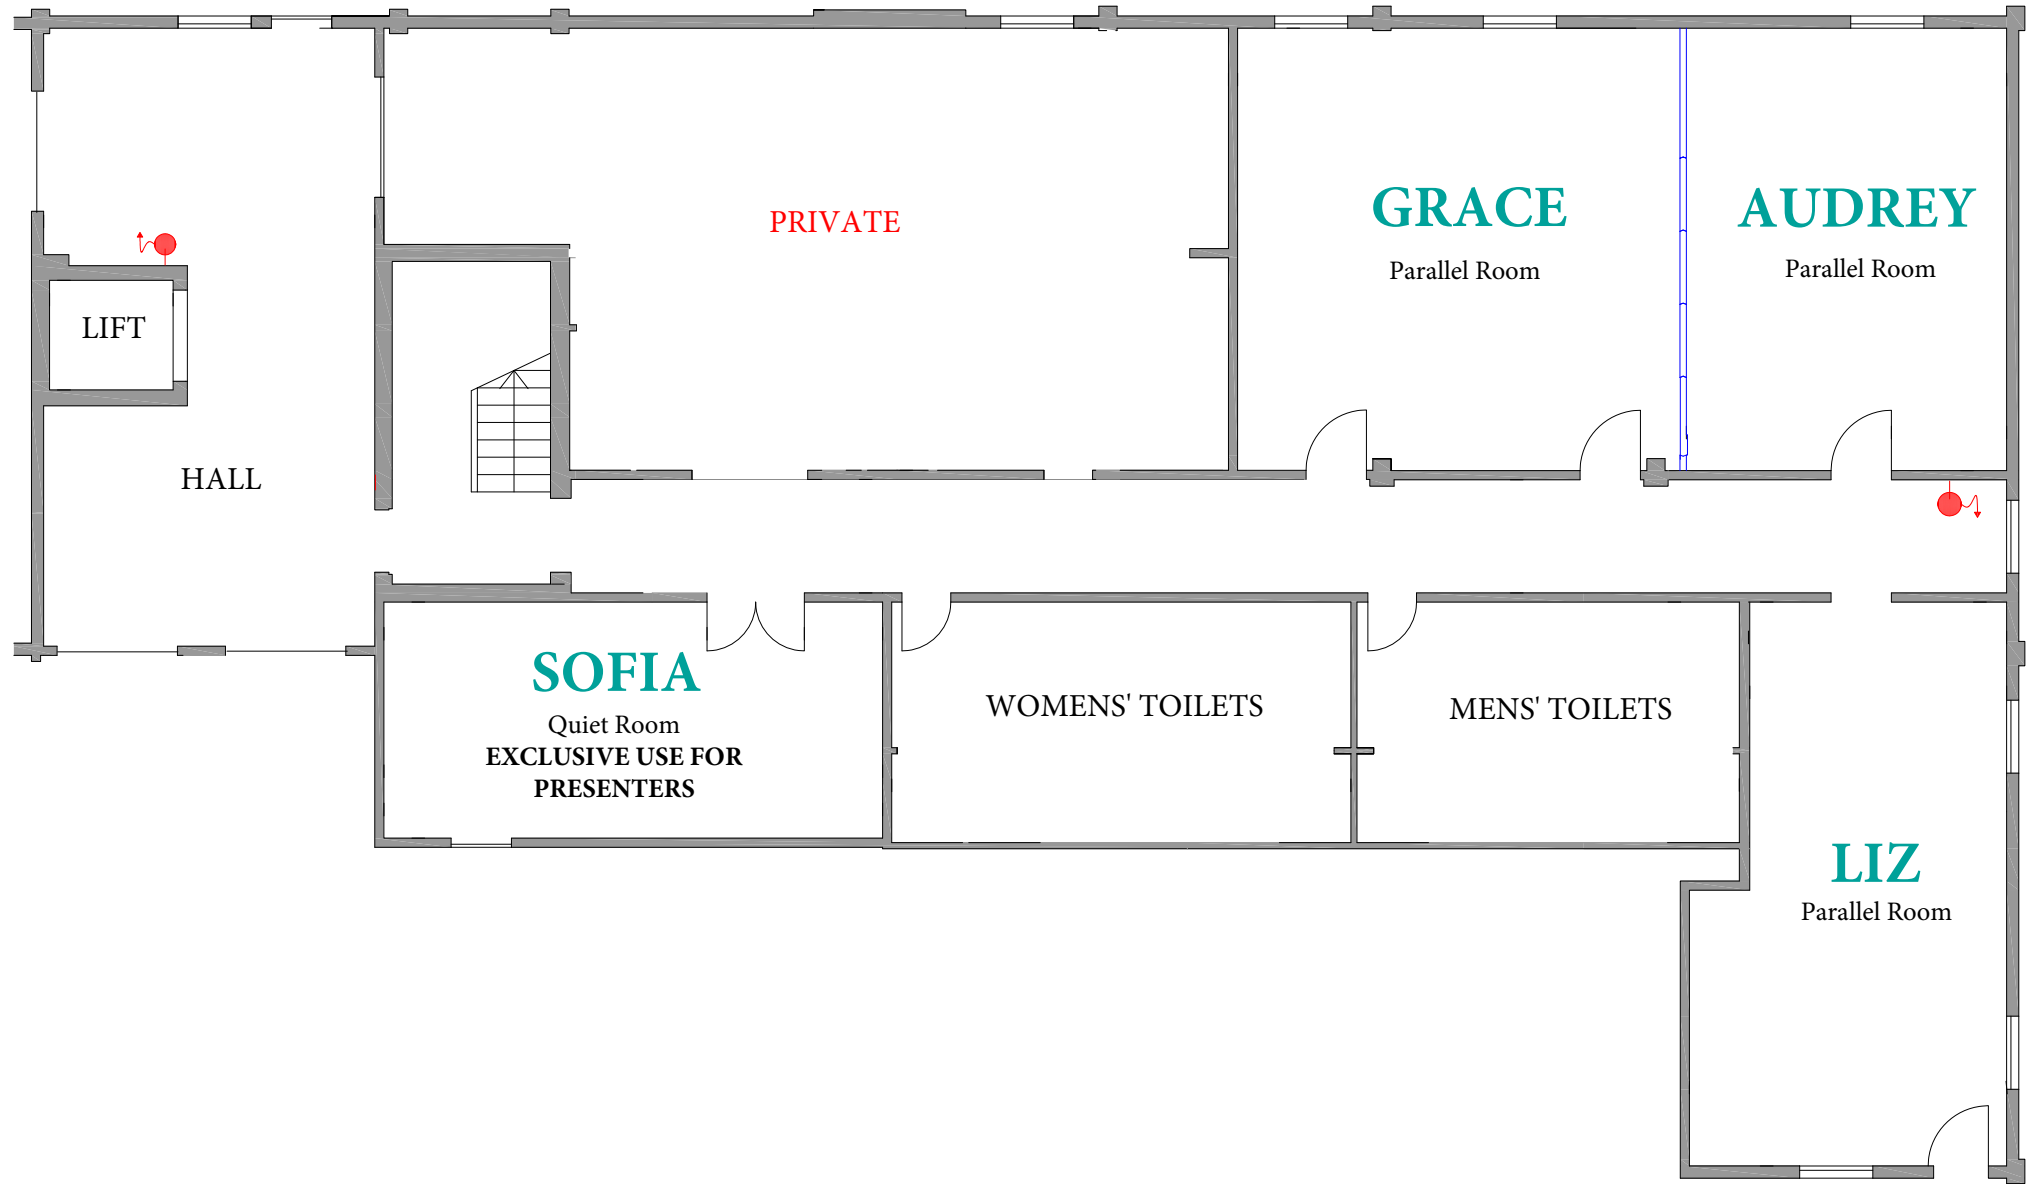 PRIVATE
GRACE
Parallel Room
AUDREY
Parallel Room
LIFT
HALL
SOFIA
Quiet Room
EXCLUSIVE USE FOR
PRESENTERS
WOMENS' TOILETS
MENS' TOILETS
LIZ
Parallel Room